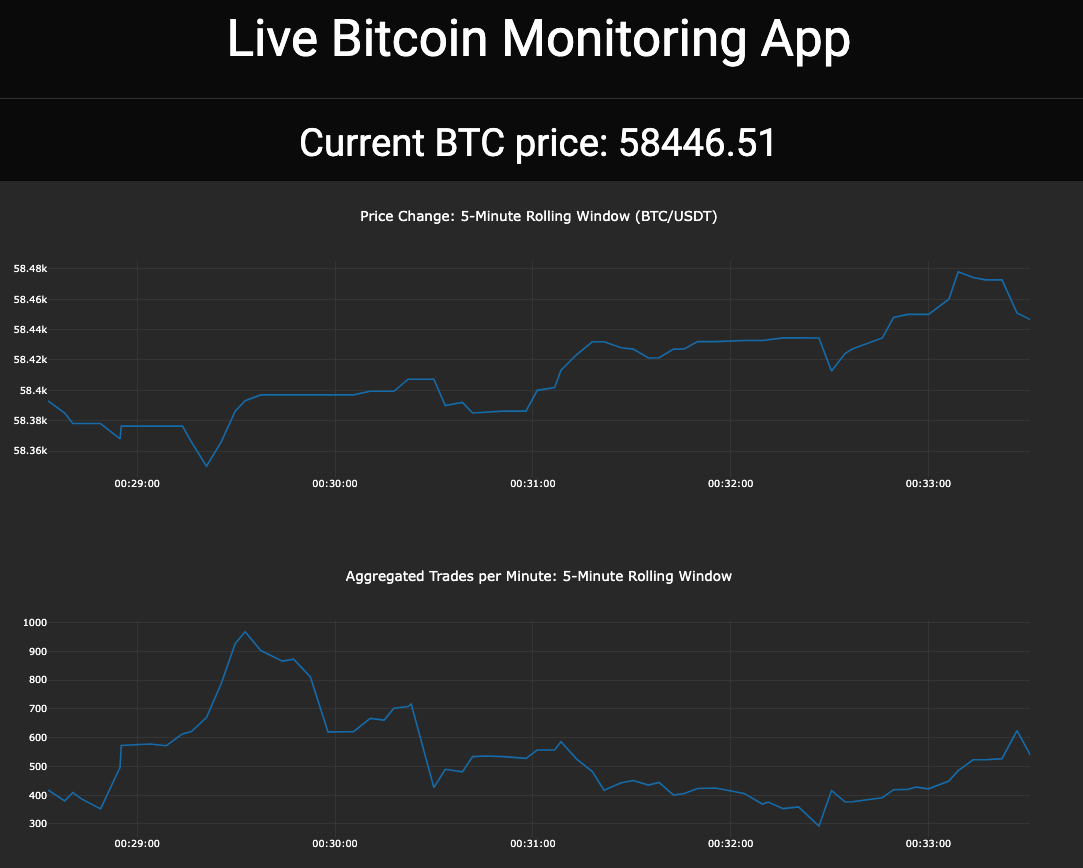 Live Bitcoin Monitoring App
Current BTC price: 58446.51
Price Change: 5-Minute Rolling Window (BTC/USDT)
58.48k
58.46k
58.44k
58.42k
58.4k
58.38k
58.36k
00:29:00 00:30:00 00:31:00 00:32:00 00:33:00
Aggregated Trades per Minute: 5-Minute Rolling Window
1000
900
800
700
600
500
400
300
00:29:00 00:30:00 00:31:00 00:32:00 00:33:00